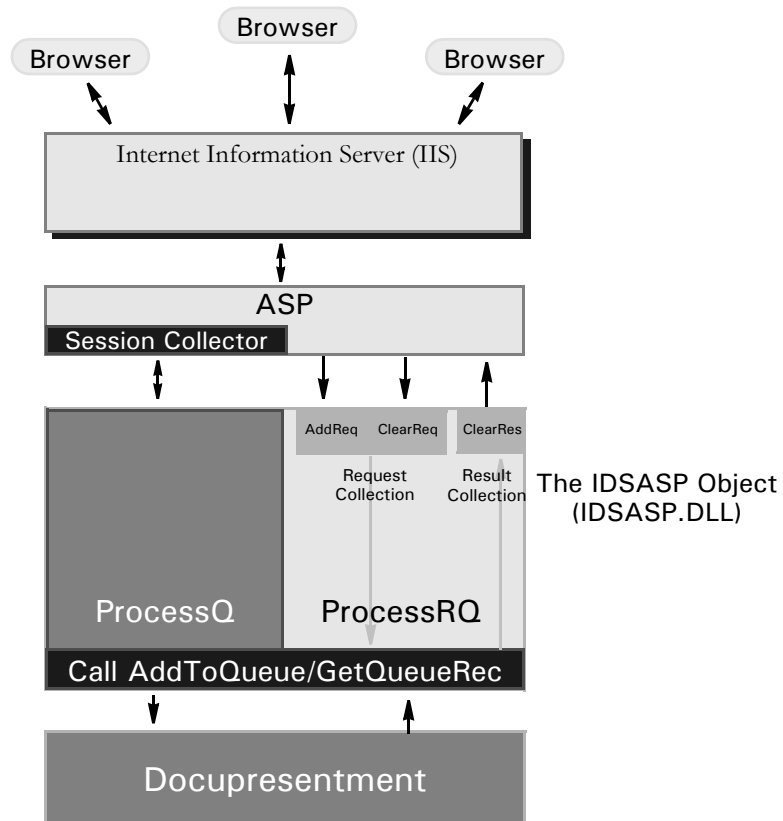 Browser
Browser
Browser
Internet Information Server (IIS)
ASP
Session Collector
AddReq
ClearReq
ClearRes
Request
Collection
Result
Collection
The IDSASP Object
(IDSASP.DLL)
ProcessQ
ProcessRQ
Call AddToQueue/GetQueueRec
Docupresentment